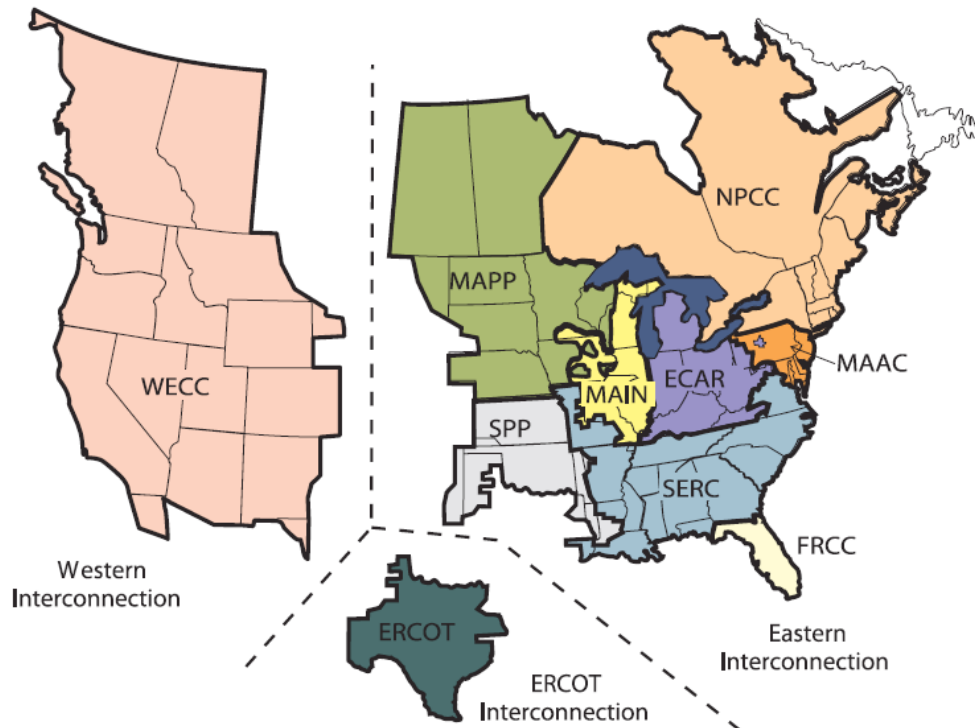 NPCC
MAPP
WECC
MAIN
ECAR
MAAC
SPP
SERC
FRCC
Western
Interconnection
ERCOT
Eastern
Interconnection
ERCOT
Interconnection